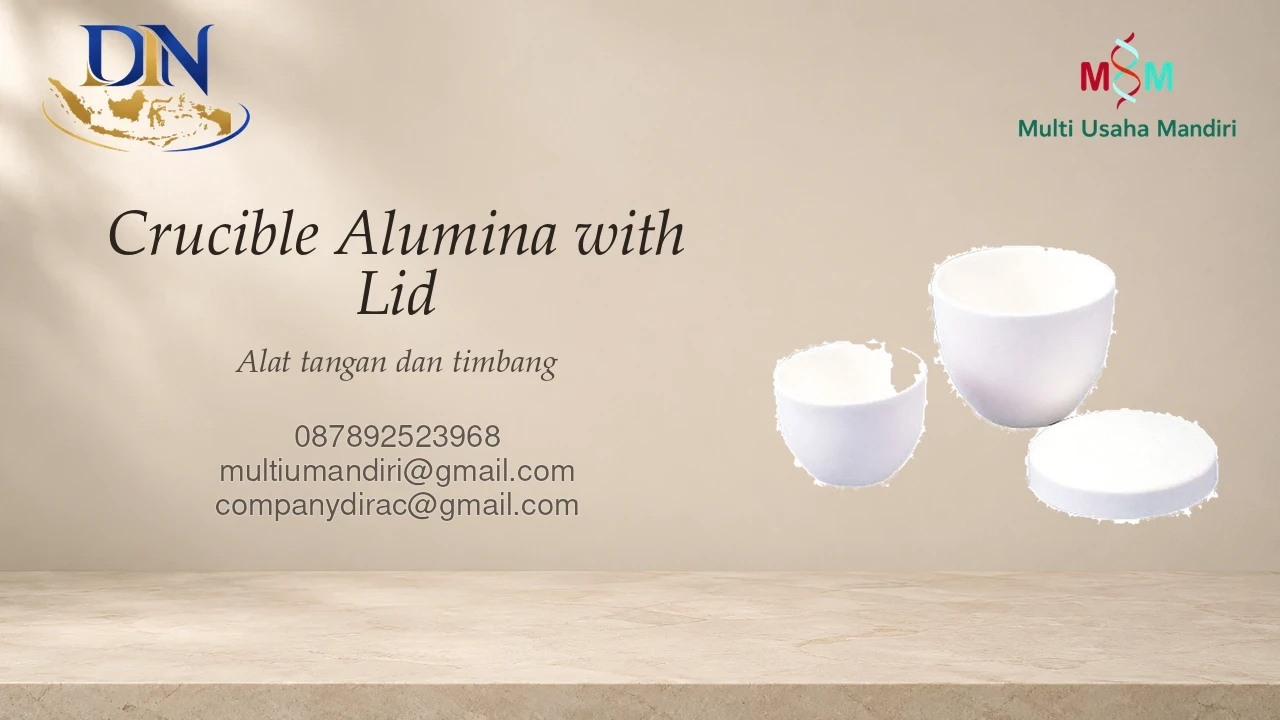 DN
MSM
Multi Usaha Mandiri
Crucible Alumina with
Lid
Alat tangan dan timbang
087892523968
multiumandiri@gmail.com
companydirac@gmail.com